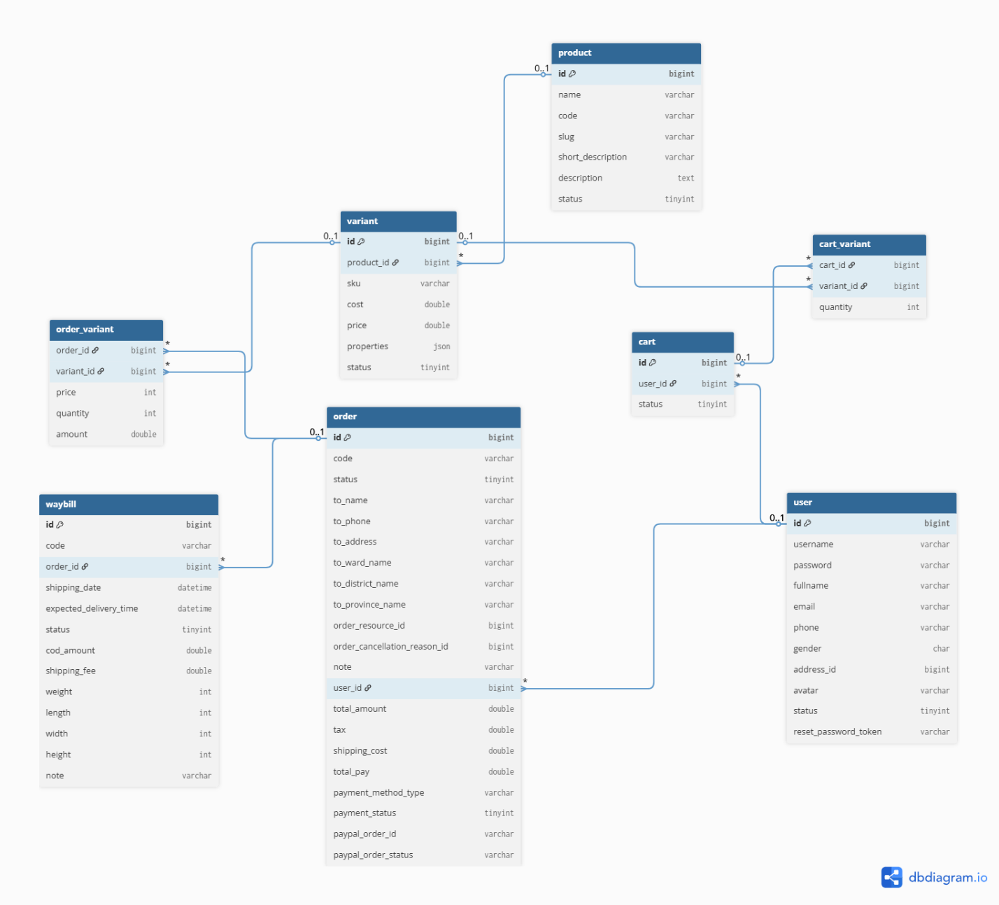 product
0..1
id bigint
name varchar
code varchar
slug varchar
short_description varchar
description text
status tinyint
variant
0..1
id bigint
0..1
product_id bigint
*
sku varchar
cost double
price double
properties json
status tinyint
cart_variant
*
cart_id bigint
*
variant_id bigint
quantity int
order_variant
order_id bigint
*
variant_id bigint
*
price int
quantity int
amount double
cart
id bigint
0..1
user_id bigint
*
status tinyint
order
0..1
id bigint
code varchar
status tinyint
to_name varchar
to_phone varchar
to_address varchar
to_ward_name varchar
to_district_name varchar
to_province_name varchar
order_resource_id bigint
order_cancellation_reason_id bigint
note varchar
user_id bigint
*
total_amount double
tax double
shipping_cost double
total_pay double
payment_method_type varchar
payment_status tinyint
paypal_order_id varchar
paypal_order_status varchar
waybill
id bigint
code varchar
order_id bigint
*
shipping_date datetime
expected_delivery_time datetime
status tinyint
cod_amount double
shipping_fee double
weight int
length int
width int
height int
note varchar
user
0..1
id bigint
username varchar
password varchar
fullname varchar
email varchar
phone varchar
gender char
address_id bigint
avatar varchar
status tinyint
reset_password_token varchar
dbdiagram.io